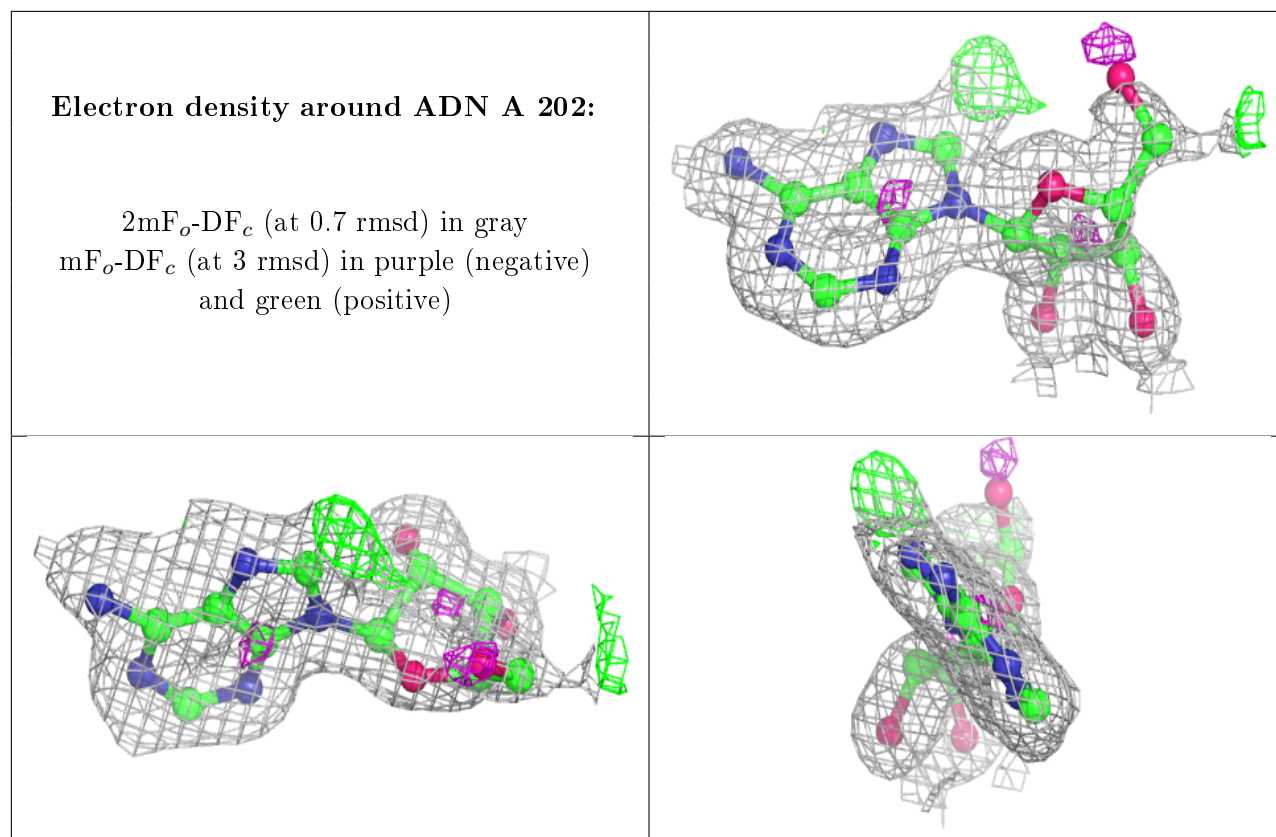 Electron density around ADN A 202:
2mFₒ-DF𝒸 (at 0.7 rmsd) in gray
mFₒ-DF𝒸 (at 3 rmsd) in purple (negative)
and green (positive)